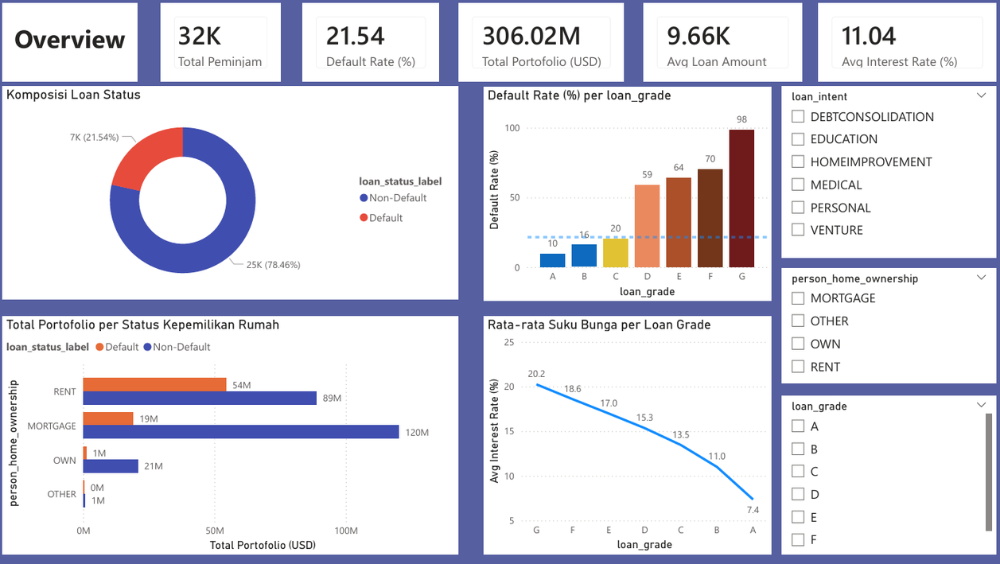 Overview
32K
Total Peminjam
21.54
Default Rate (%)
306.02M
Total Portofolio (USD)
9.66K
Avg Loan Amount
11.04
Avg Interest Rate (%)
Komposisi Loan Status
7K (21.54%)
25K (78.46%)
loan_status_label
Non-Default
Default
Default Rate (%) per loan_grade
Default Rate (%)
100
50
0
10
16
20
59
64
70
98
A B C D E F G
loan_grade
loan_intent
DEBTCONSOLIDATION
EDUCATION
HOMEIMPROVEMENT
MEDICAL
PERSONAL
VENTURE
person_home_ownership
MORTGAGE
OTHER
OWN
RENT
Total Portofolio per Status Kepemilikan Rumah
loan_status_label Default Non-Default
person_home_ownership
RENT
54M
89M
MORTGAGE
19M
120M
OWN
1M
21M
OTHER
0M
1M
0M 50M 100M
Total Portofolio (USD)
Rata-rata Suku Bunga per Loan Grade
Avg Interest Rate (%)
25
20
15
10
5
20.2
18.6
17.0
15.3
13.5
11.0
7.4
G F E D C B A
loan_grade
loan_grade
A
B
C
D
E
F